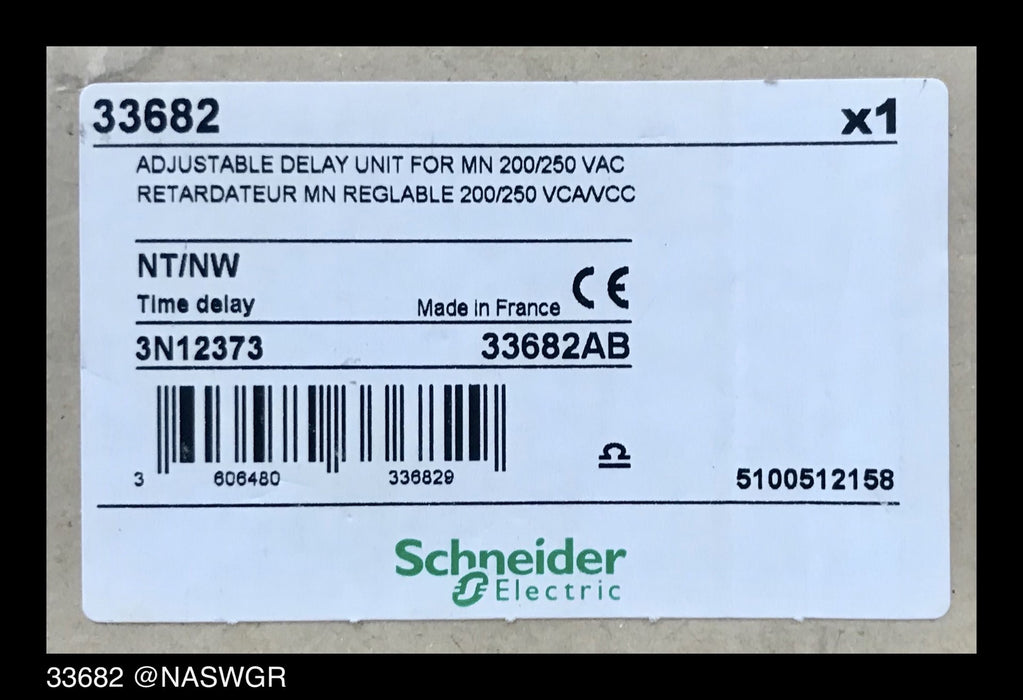 33682 x1
ADJUSTABLE DELAY UNIT FOR MN 200/250 VAC
RETARDATEUR MN REGLABLE 200/250 VCA/VCC
NT/NW
Time delay Made in France CE
3N12373 33682AB
3 606480 336829
5100512158
Schneider
Electric
33682 @NASWGR